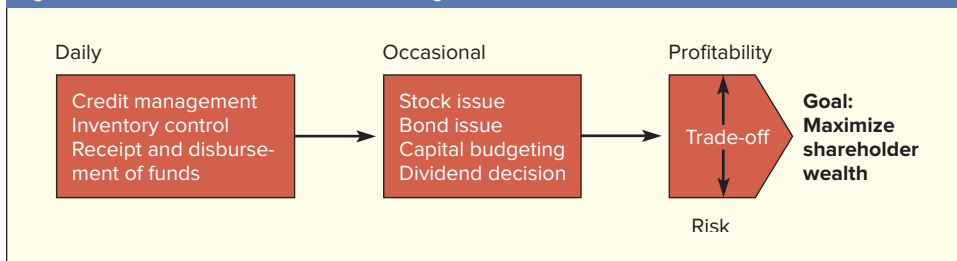 Daily
Credit management
Inventory control
Receipt and disburse-
ment of funds
Occasional
Stock issue
Bond issue
Capital budgeting
Dividend decision
Profitability
Trade-off
Risk
Goal:
Maximize
shareholder
wealth